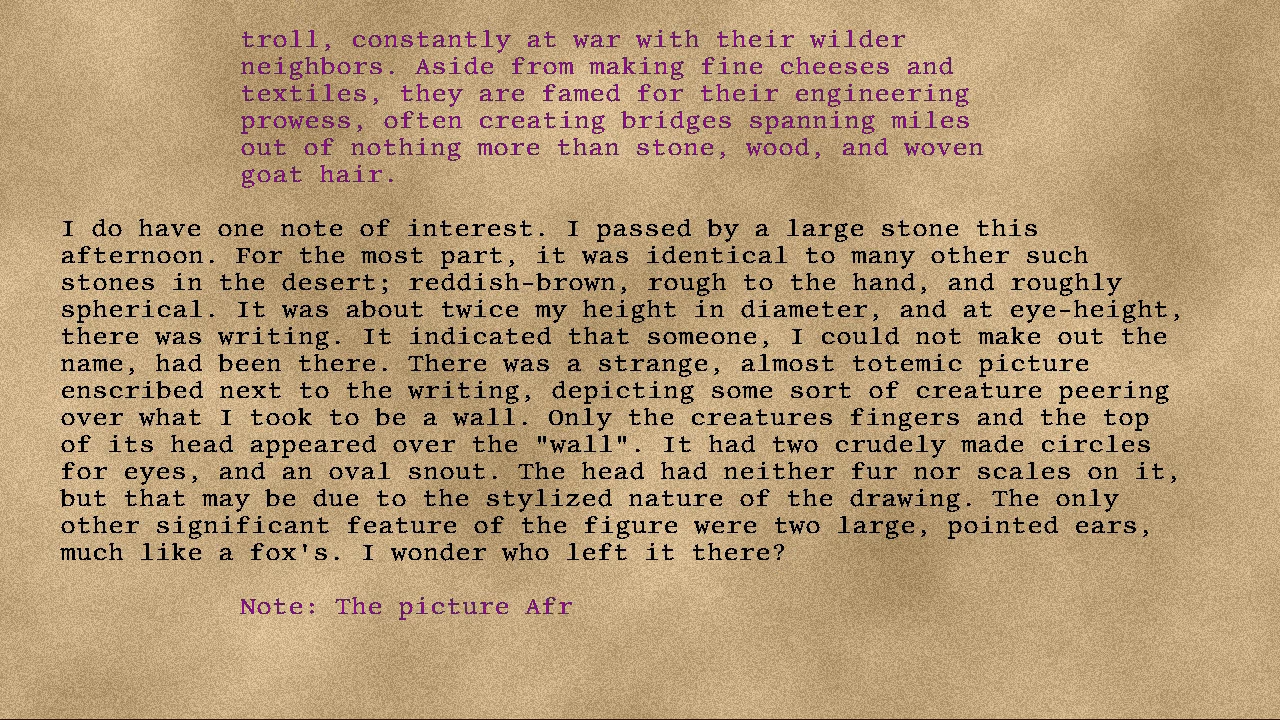 troll, constantly at war with their wilder
neighbors. Aside from making fine cheeses and
textiles, they are famed for their engineering
prowess, often creating bridges spanning miles
out of nothing more than stone, wood, and woven
goat hair.
I do have one note of interest. I passed by a large stone this
afternoon. For the most part, it was identical to many other such
stones in the desert; reddish-brown, rough to the hand, and roughly
spherical. It was about twice my height in diameter, and at eye-height,
there was writing. It indicated that someone, I could not make out the
name, had been there. There was a strange, almost totemic picture
enscribed next to the writing, depicting some sort of creature peering
over what I took to be a wall. Only the creatures fingers and the top
of its head appeared over the "wall". It had two crudely made circles
for eyes, and an oval snout. The head had neither fur nor scales on it,
but that may be due to the stylized nature of the drawing. The only
other significant feature of the figure were two large, pointed ears,
much like a fox's. I wonder who left it there?
Note: The picture Afr